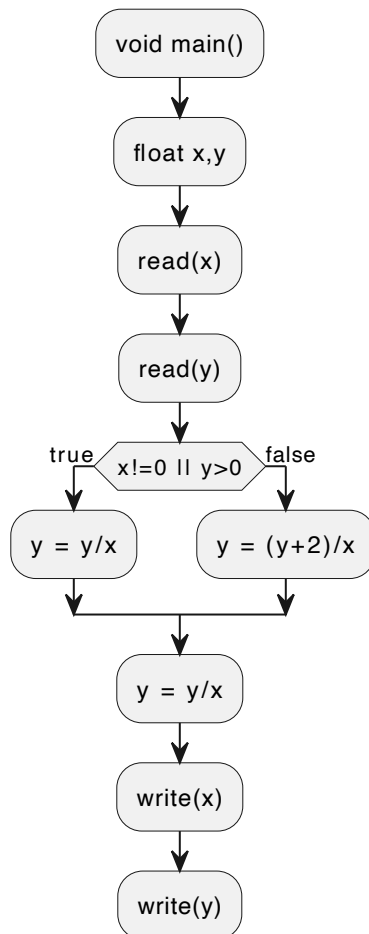 void main()
float x,y
read(x)
read(y)
true
x!=0 || y>0
false
y = y/x
y = (y+2)/x
y = y/x
write(x)
write(y)